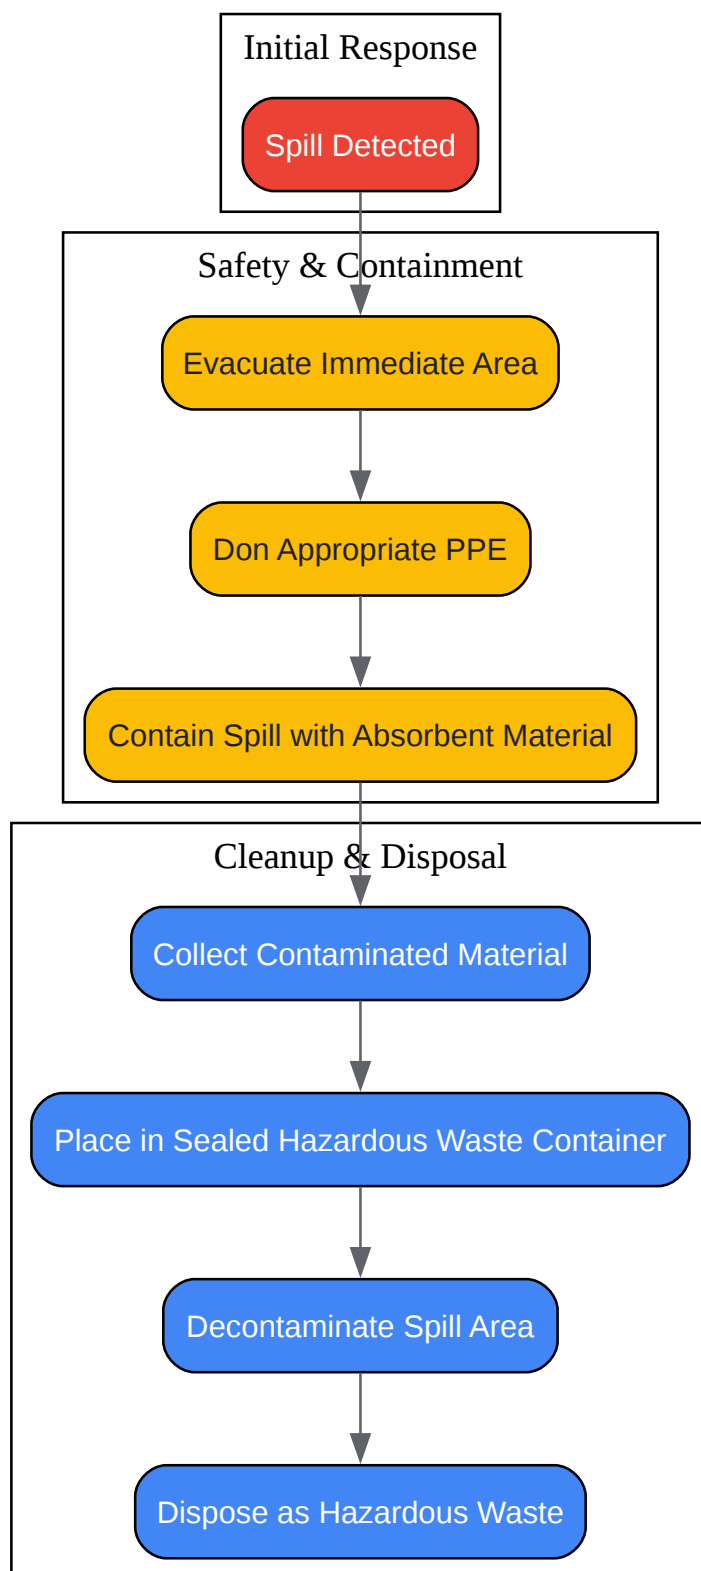 Initial Response
Spill Detected
Safety & Containment
Evacuate Immediate Area
Don Appropriate PPE
Contain Spill with Absorbent Material
Cleanup & Disposal
Collect Contaminated Material
Place in Sealed Hazardous Waste Container
Decontaminate Spill Area
Dispose as Hazardous Waste